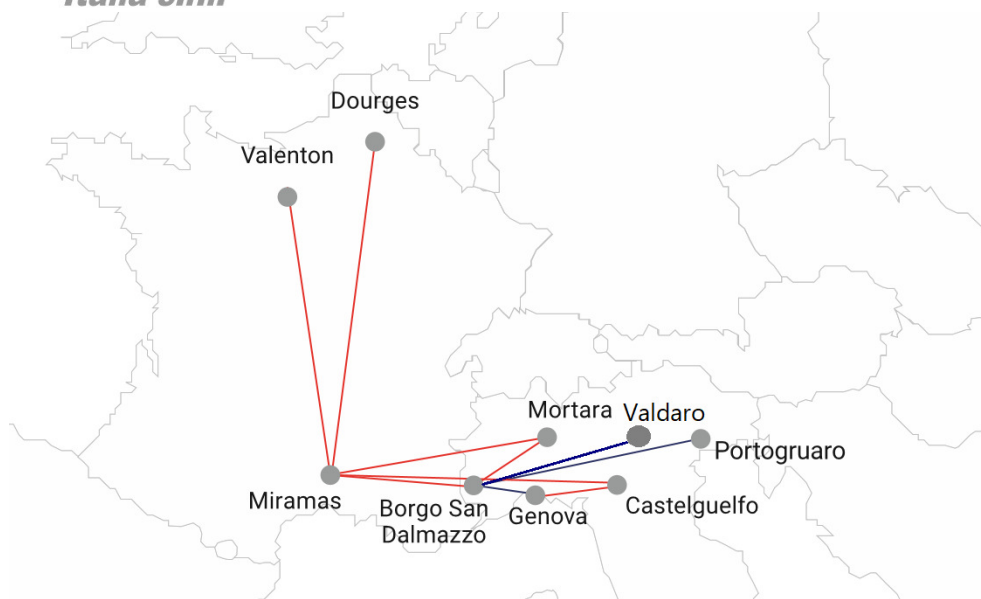 Dourges
Valenton
Mortara
Valdaro
Portogruaro
Miramas
Borgo San
Dalmazzo
Genova
Castelguelfo